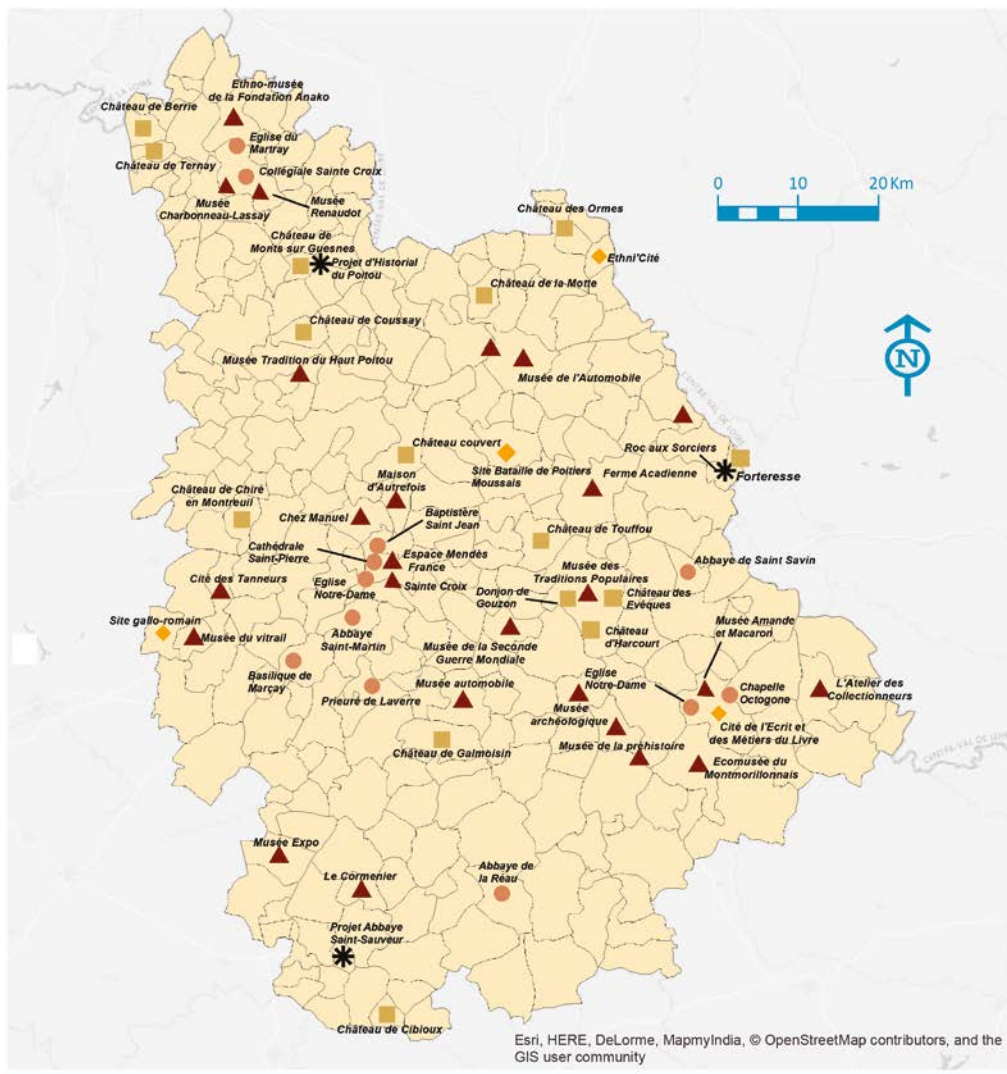 Ethno-musée
de la Fondation Anako
Château de Berrie
Eglise du
Martray
Château de Ternay
Collégiale Sainte Croix
Musée
Charbonneau-Lassay
Musée
Renaudot
0 10 20 Km
Château des Ormes
Château de
Monts sur Guesnes
Projet d'Historial
du Poitou
Ethni'Cité
Château de la Motte
N
Château de Coussay
Musée Tradition du Haut Poitou
Musée de l'Automobile
CENTRE-VAL DE LOIRE
Château couvert
Roc aux Sorciers
Site Bataille de Poitiers
Moussais
Ferme Acadienne
Forteresse
Maison
d'Autrefois
Château de Chiré
en Montreuil
Chez Manuel
Baptistère
Saint Jean
Château de Touffou
Cathédrale
Saint-Pierre
Espace Mendès
France
Abbaye de Saint Savin
Cité des Tanneurs
Eglise
Notre-Dame
Sainte Croix
Musée des
Traditions Populaires
Donjon de
Gouzon
Château des
Evêques
Site gallo-romain
Musée du vitrail
Abbaye
Saint-Martin
Musée de la Seconde
Guerre Mondiale
Château
d'Harcourt
Musée Amande
et Macaron
Basilique de
Marçay
Prieuré de Laverre
Musée automobile
Eglise
Notre-Dame
Chapelle
Octogone
L'Atelier des
Collectionneurs
Musée
archéologique
Cité de l'Ecrit et
des Métiers du Livre
Château de Galmoisin
Musée de la préhistoire
Ecomusée du
Montmorillonnais
Musée Expo
Le Cormenier
Abbaye de
la Réau
Projet Abbaye
Saint-Sauveur
Château de Cibioux
Esri, HERE, DeLorme, MapmyIndia, © OpenStreetMap contributors, and the
GIS user community